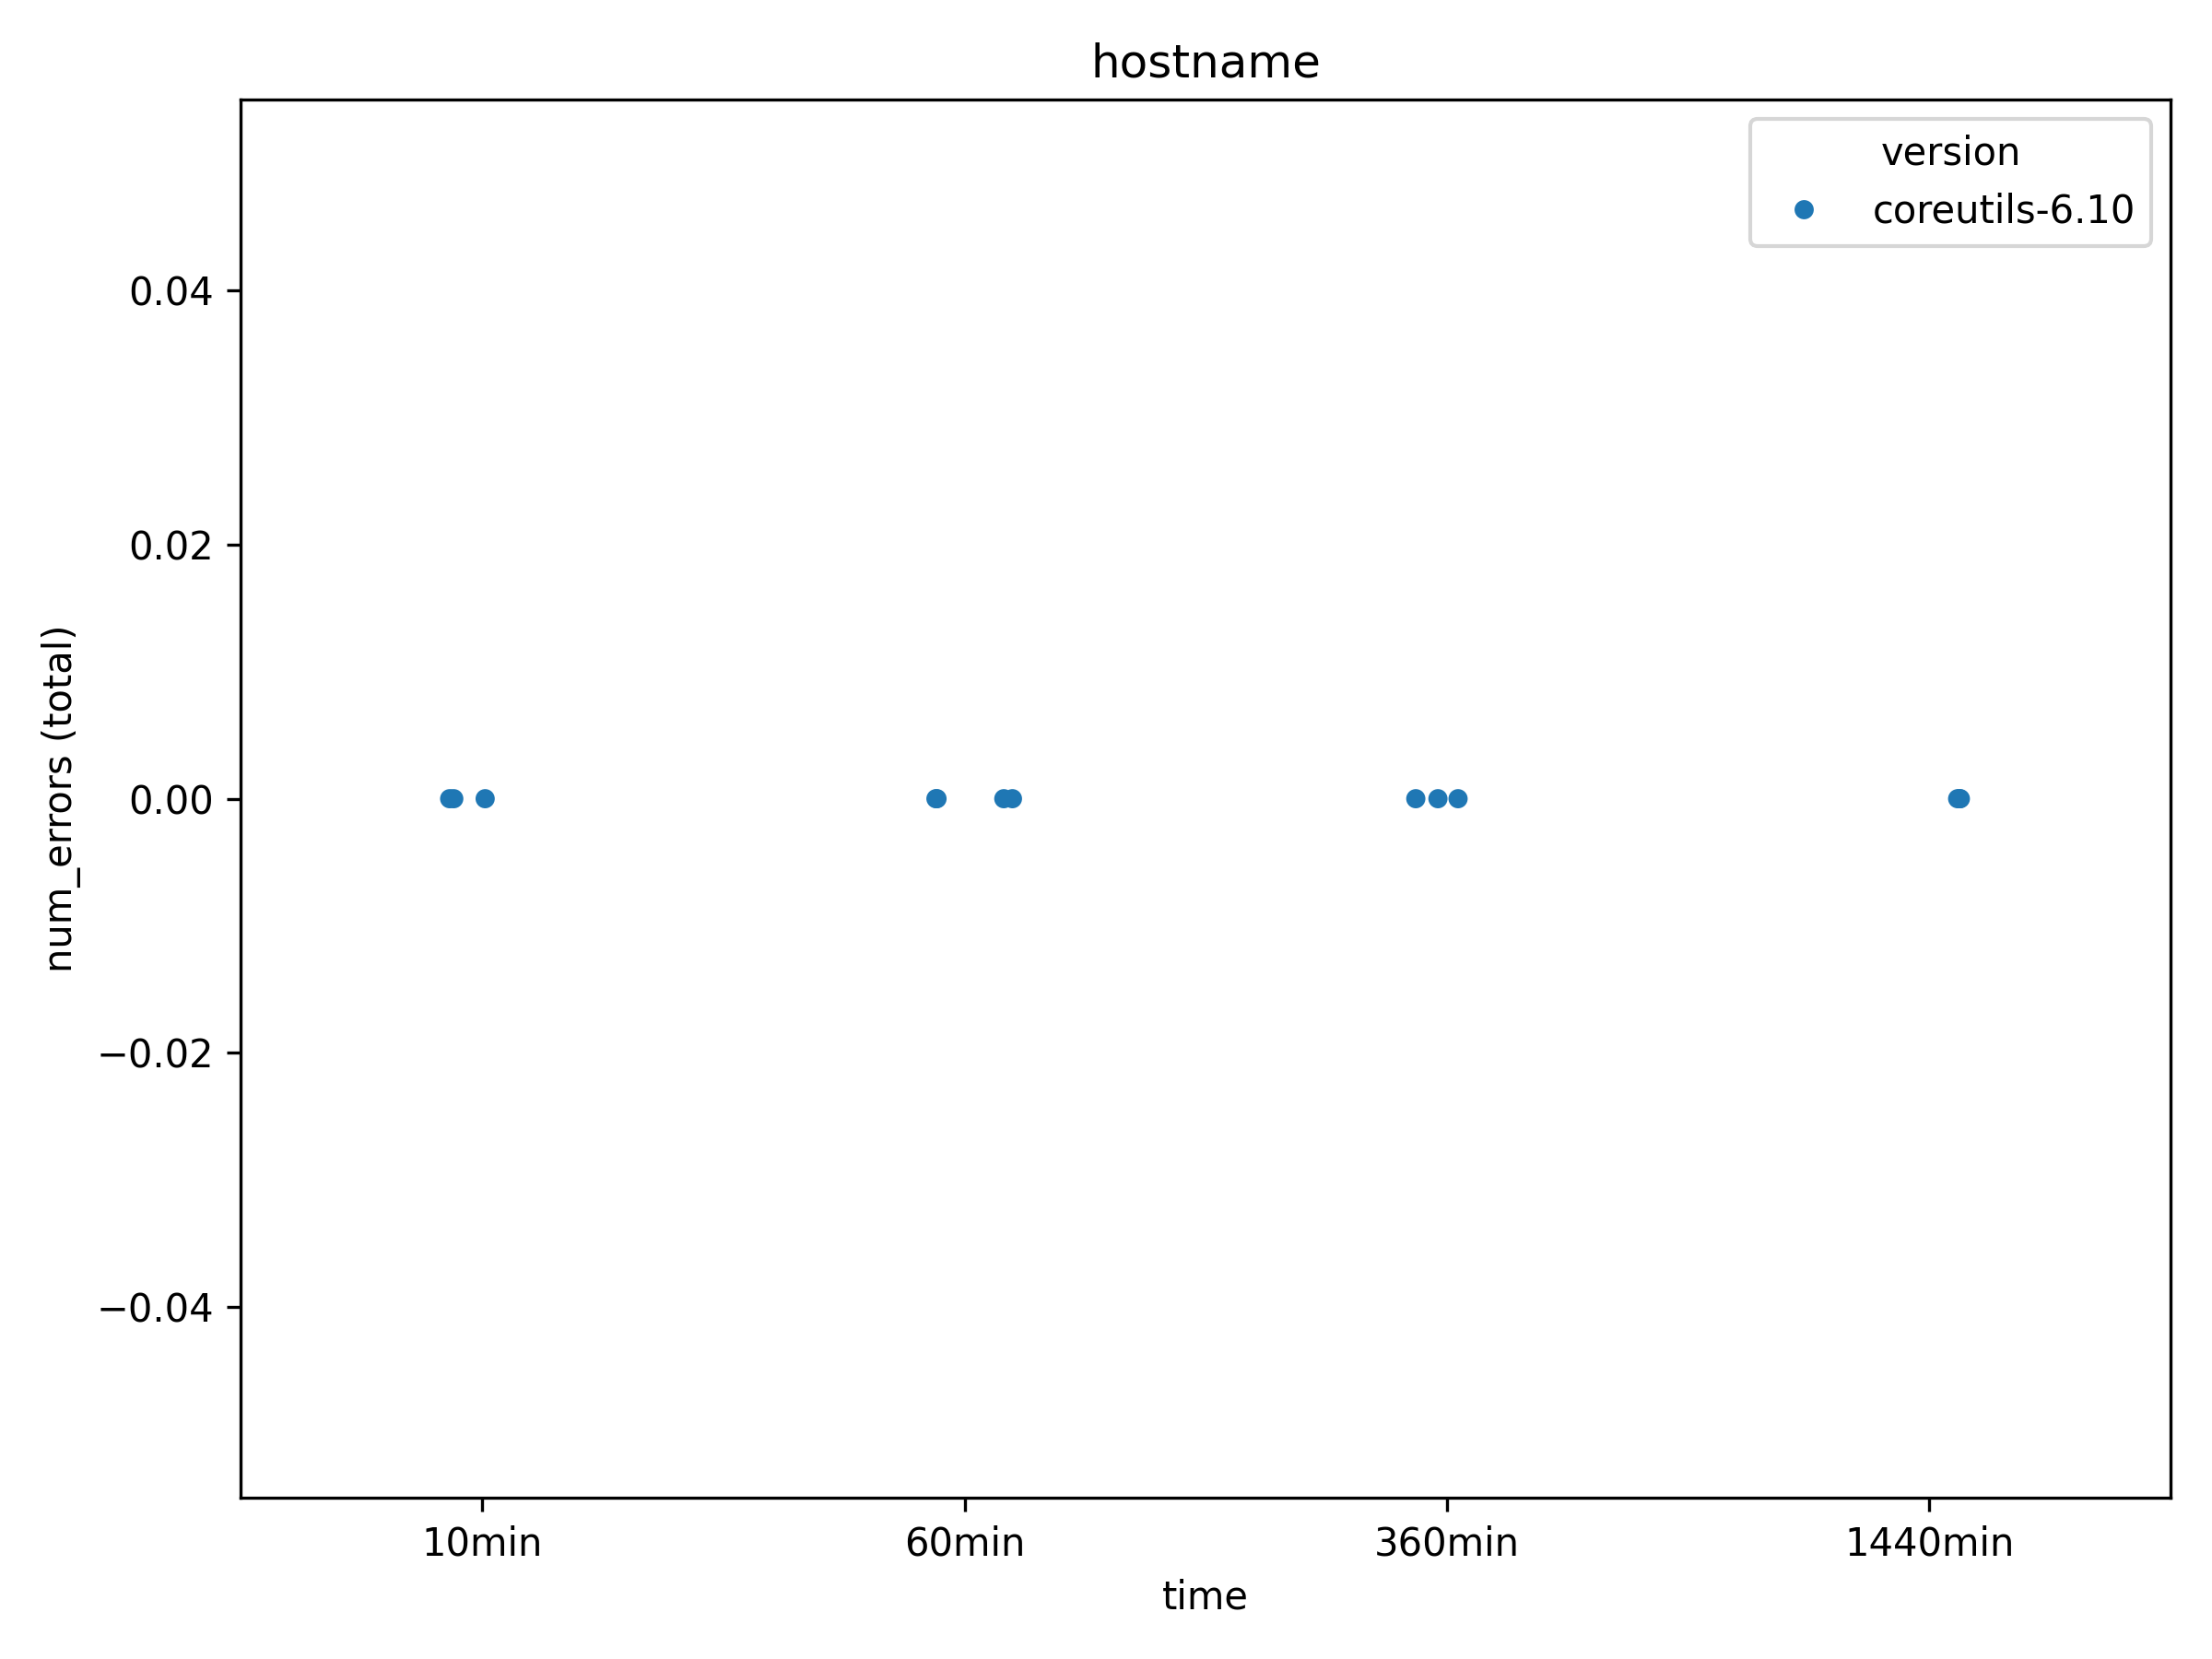 hostname
version
coreutils-6.10
0.04
0.02
0.00
−0.02
−0.04
num_errors (total)
10min
60min
360min
1440min
time